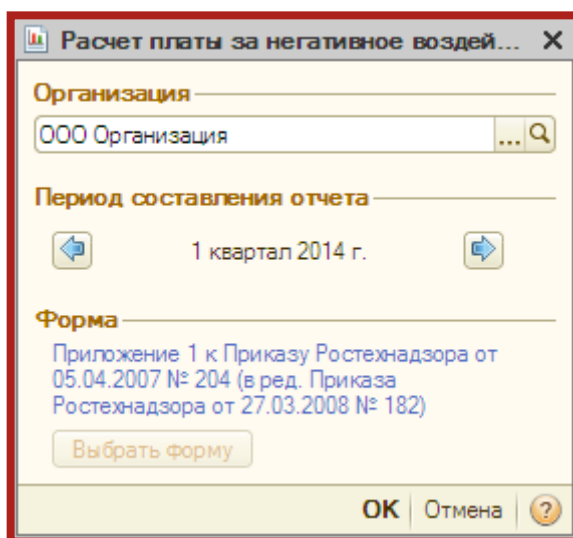 Расчет платы за негативное воздей...
Организация
ООО Организация
...
Период составления отчета
1 квартал 2014 г.
Форма
Приложение 1 к Приказу Ростехнадзора от
05.04.2007 № 204 (в ред. Приказа
Ростехнадзора от 27.03.2008 № 182)
Выбрать форму
ОК Отмена ?